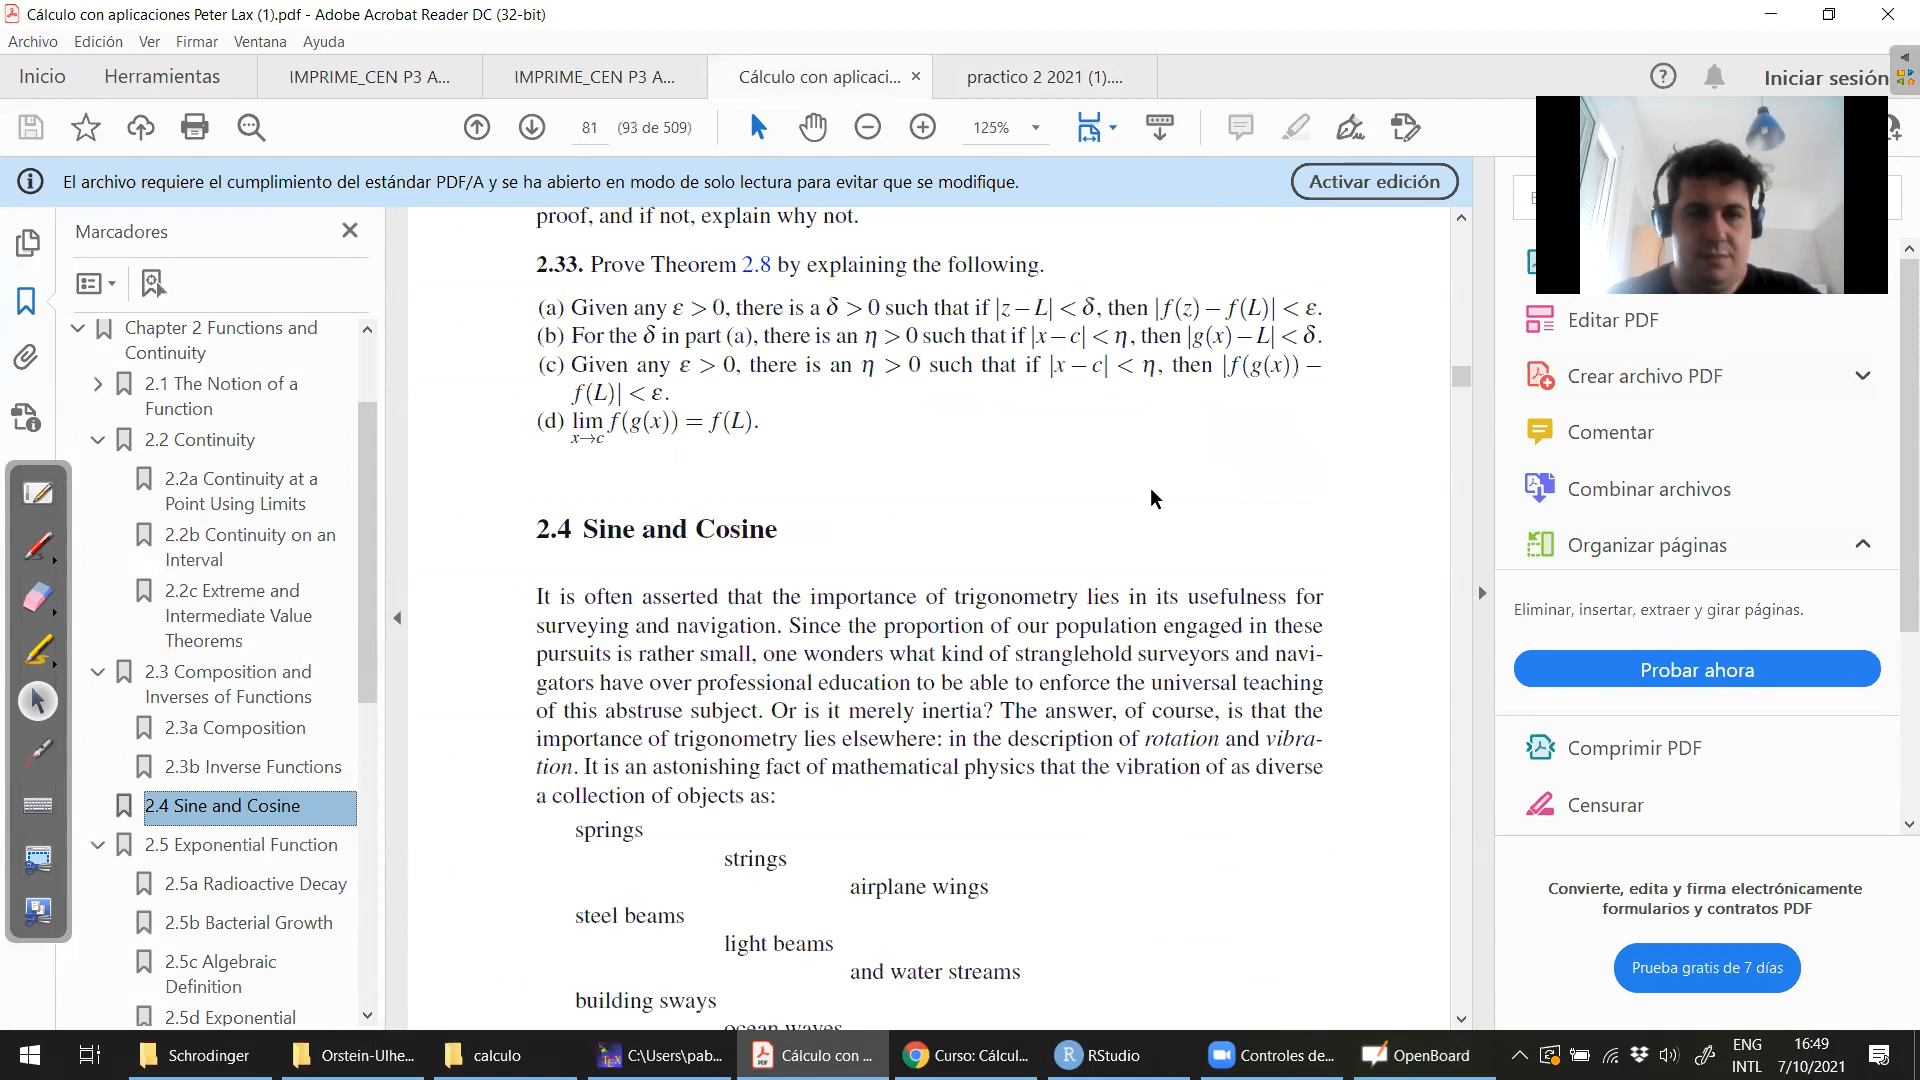 Cálculo con aplicaciones Peter Lax (1).pdf - Adobe Acrobat Reader DC (32-bit)
Archivo Edición Ver Firmar Ventana Ayuda
Inicio Herramientas IMPRIME_CEN P3 A... IMPRIME_CEN P3 A... Cálculo con aplicaci... × practico 2 2021 (1).... Iniciar sesión
81 (93 de 509) 125%
El archivo requiere el cumplimiento del estándar PDF/A y se ha abierto en modo de solo lectura para evitar que se modifique. Activar edición
Marcadores
Chapter 2 Functions and
Continuity
2.1 The Notion of a
Function
2.2 Continuity
2.2a Continuity at a
Point Using Limits
2.2b Continuity on an
Interval
2.2c Extreme and
Intermediate Value
Theorems
2.3 Composition and
Inverses of Functions
2.3a Composition
2.3b Inverse Functions
2.4 Sine and Cosine
2.5 Exponential Function
2.5a Radioactive Decay
2.5b Bacterial Growth
2.5c Algebraic
Definition
2.5d Exponential
proof, and if not, explain why not.
2.33. Prove Theorem 2.8 by explaining the following.
(a) Given any ε > 0, there is a δ > 0 such that if |z − L| < δ, then |f(z) − f(L)| < ε.
(b) For the δ in part (a), there is an η > 0 such that if |x − c| < η, then |g(x) − L| < δ.
(c) Given any ε > 0, there is an η > 0 such that if |x − c| < η, then |f(g(x)) −
f(L)| < ε.
(d) lim f(g(x)) = f(L).
x→c
2.4 Sine and Cosine
It is often asserted that the importance of trigonometry lies in its usefulness for
surveying and navigation. Since the proportion of our population engaged in these
pursuits is rather small, one wonders what kind of stranglehold surveyors and navi-
gators have over professional education to be able to enforce the universal teaching
of this abstruse subject. Or is it merely inertia? The answer, of course, is that the
importance of trigonometry lies elsewhere: in the description of rotation and vibra-
tion. It is an astonishing fact of mathematical physics that the vibration of as diverse
a collection of objects as:
springs
strings
airplane wings
steel beams
light beams
and water streams
building sways
ocean waves
Editar PDF
Crear archivo PDF
Comentar
Combinar archivos
Organizar páginas
Eliminar, insertar, extraer y girar páginas.
Probar ahora
Comprimir PDF
Censurar
Convierte, edita y firma electrónicamente
formularios y contratos PDF
Prueba gratis de 7 días
Schrodinger Orstein-Uhle... calculo C:\Users\pab... Cálculo con ... Curso: Cálcul... RStudio Controles de... OpenBoard
ENG
INTL
16:49
7/10/2021